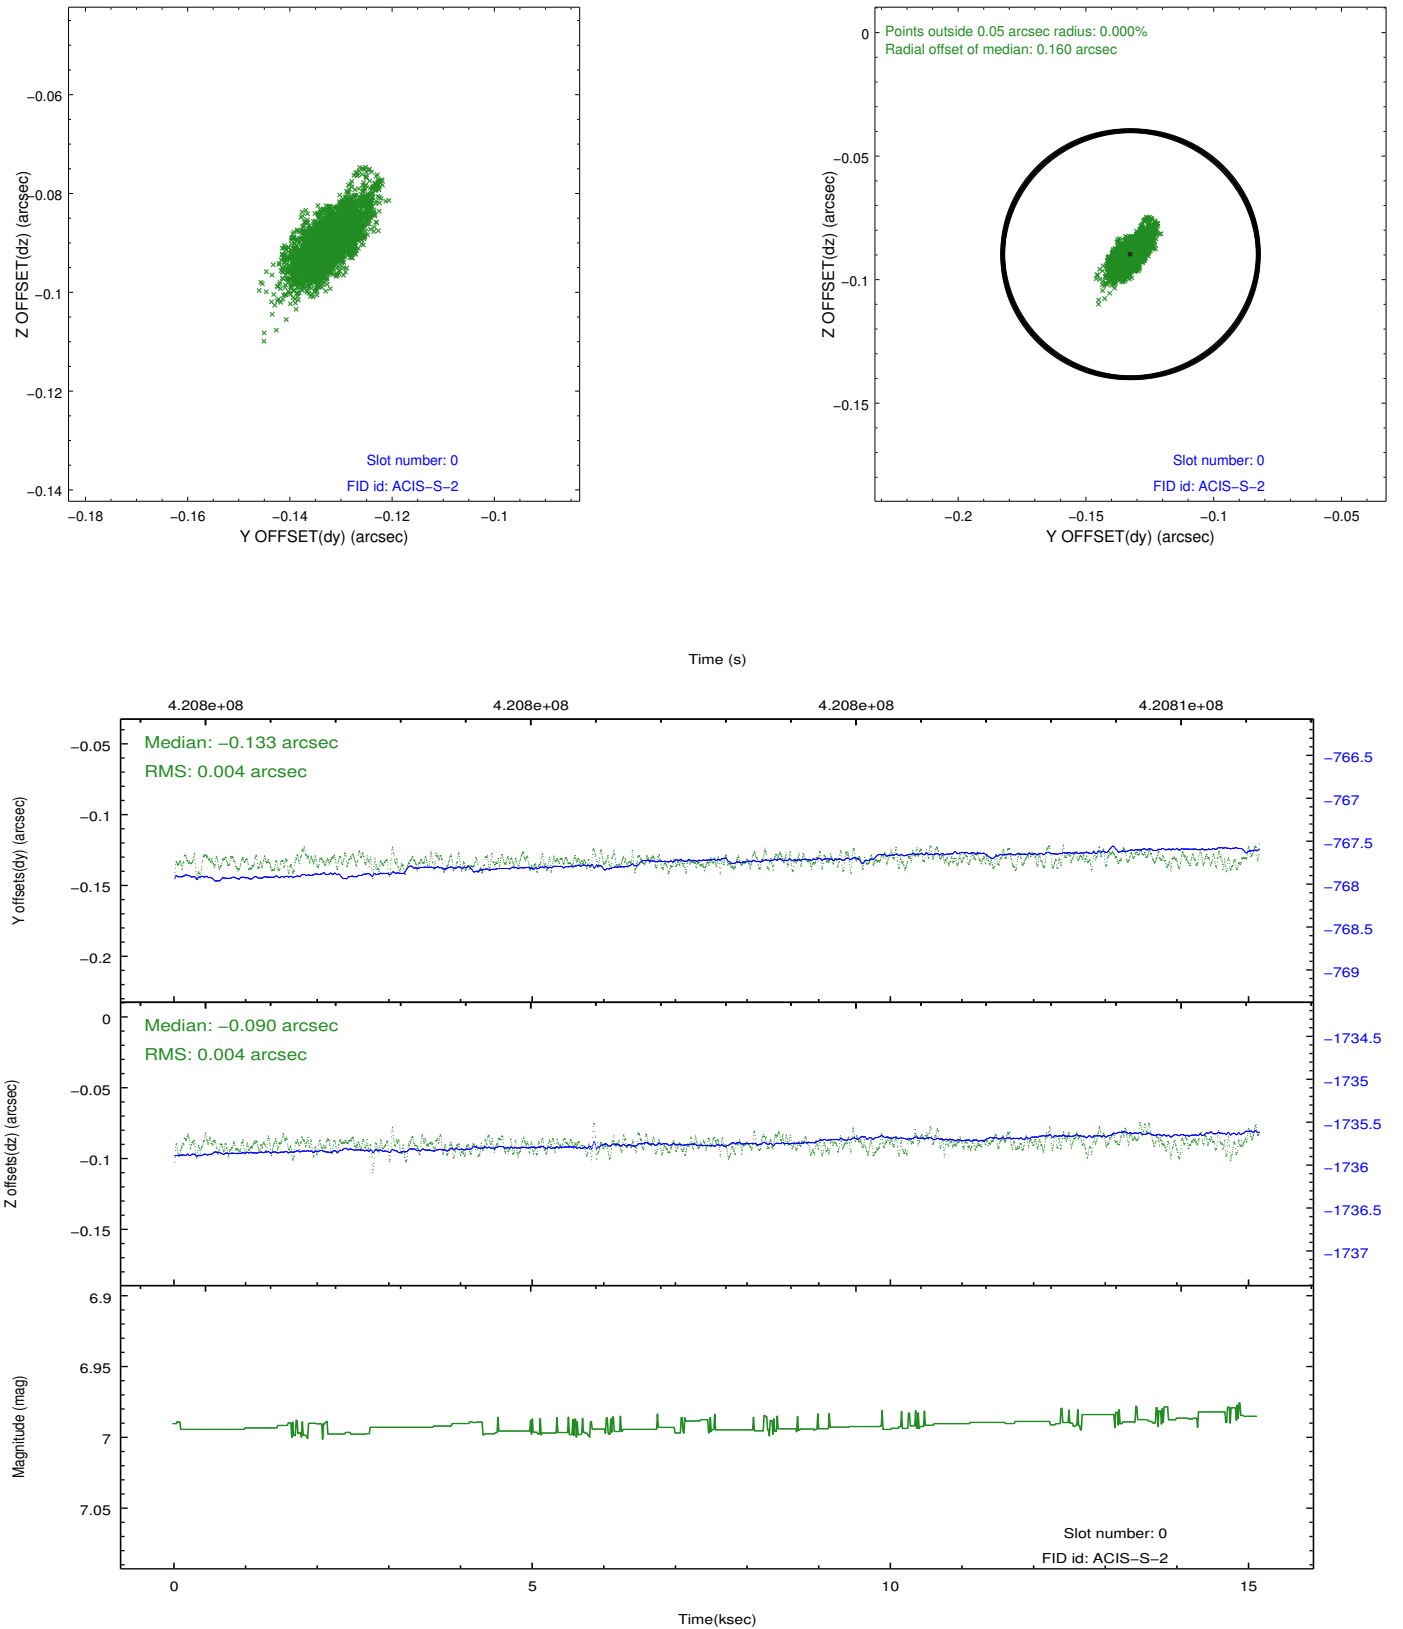 −0.06
−0.08
−0.1
−0.12
−0.14
Z OFFSET(dz) (arcsec)
Slot number: 0
FID id: ACIS−S−2
−0.18 −0.16 −0.14 −0.12 −0.1
Y OFFSET(dy) (arcsec)
Points outside 0.05 arcsec radius: 0.000%
Radial offset of median: 0.160 arcsec
0
−0.05
−0.1
−0.15
Z OFFSET(dz) (arcsec)
Slot number: 0
FID id: ACIS−S−2
−0.2 −0.15 −0.1 −0.05
Y OFFSET(dy) (arcsec)
Time (s)
4.208e+08 4.208e+08 4.208e+08 4.2081e+08
Median: −0.133 arcsec
RMS: 0.004 arcsec
−0.05
−0.1
−0.15
−0.2
Y offsets(dy) (arcsec)
−766.5
−767
−767.5
−768
−768.5
−769
Median: −0.090 arcsec
RMS: 0.004 arcsec
0
−0.05
−0.1
−0.15
Z offsets(dz) (arcsec)
−1734.5
−1735
−1735.5
−1736
−1736.5
−1737
6.9
6.95
7
7.05
Magnitude (mag)
Slot number: 0
FID id: ACIS−S−2
0 5 10 15
Time(ksec)